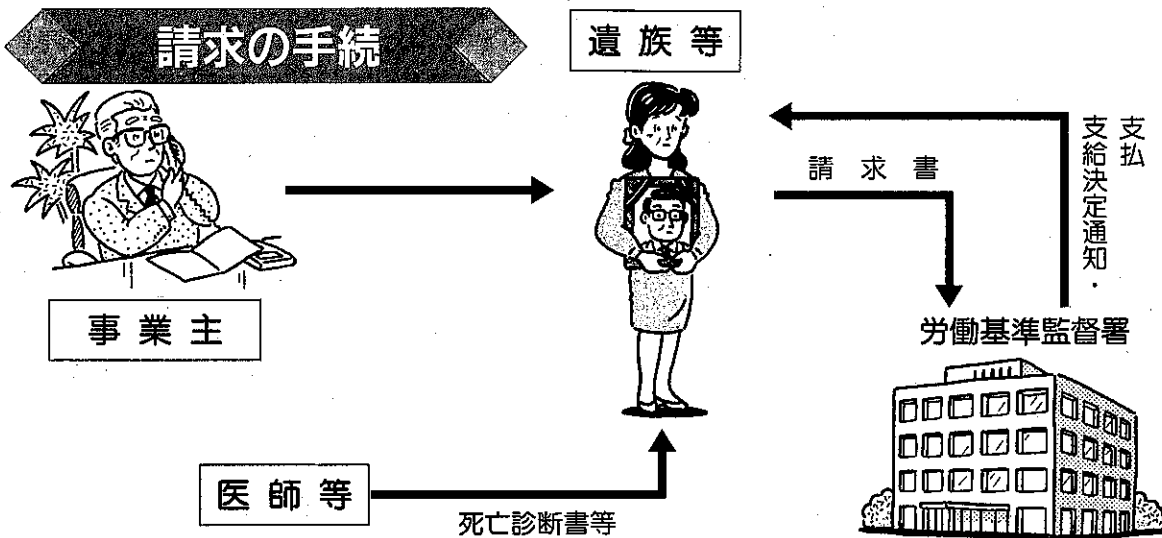 請求の手続
遺族等
事業主
請求書
支給決定通知・
支払
労働基準監督署
医師等
死亡診断書等